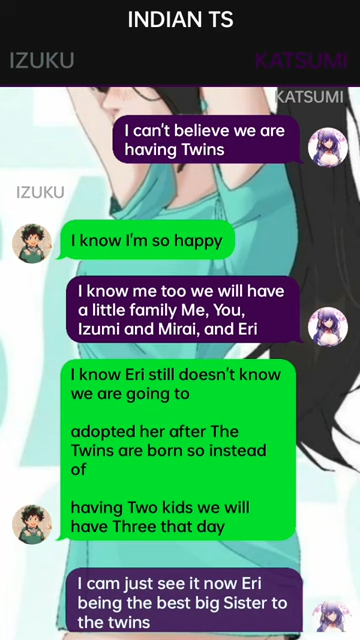 INDIAN TS
IZUKU
KATSUMI
KATSUMI
I can't believe we are
having Twins
IZUKU
I know I'm so happy
I know me too we will have
a little family Me, You,
Izumi and Mirai, and Eri
I know Eri still doesn't know
we are going to
adopted her after The
Twins are born so instead
of
having Two kids we will
have Three that day
I cam just see it now Eri
being the best big Sister to
the twins